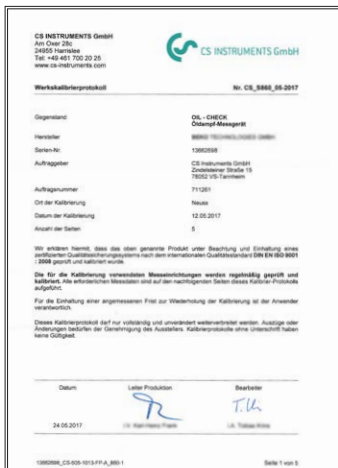 CS INSTRUMENTS GmbH
Am Oxer 28c
24955 Harrislee
Tel: +49 461 700 20 25
www.cs-instruments.com
CS INSTRUMENTS GmbH
Werkskalibrierprotokoll Nr. CS_S860_05-2017
Gegenstand OIL - CHECK
Öldampf-Messgerät
Hersteller
Serien-Nr. 13662698
Auftraggeber CS Instruments GmbH
Zindelsteiner Straße 15
78052 VS-Tannheim
Auftragenummer 711261
Ort der Kalibrierung Neuss
Datum der Kalibrierung 12.05.2017
Anzahl der Seiten 5
Wir erklären hiermit, dass das oben genannte Produkt unter Beachtung und Einhaltung eines
zertifizierten Qualitätssicherungssystems nach dem internationalen Qualitätsstandard DIN EN ISO 9001
: 2008 geprüft und kalibriert wurde.
Die für die Kalibrierung verwendeten Messeinrichtungen werden regelmäßig geprüft und
kalibriert. Alle erforderlichen Messdaten sind auf den nachfolgenden Seiten dieses Kalibrier-Protokolls
aufgeführt.
Für die Einhaltung einer angemessenen Frist zur Wiederholung der Kalibrierung ist der Anwender
verantwortlich.
Dieses Kalibrierprotokoll darf nur vollständig und unverändert weiterverbreitet werden. Auszüge oder
Änderungen bedürfen der Genehmigung des Ausstellers. Kalibrierprotokolle ohne Unterschrift haben
keine Gültigkeit.
Datum Leiter Produktion Bearbeiter
24.05.2017
Seite 1 von 5